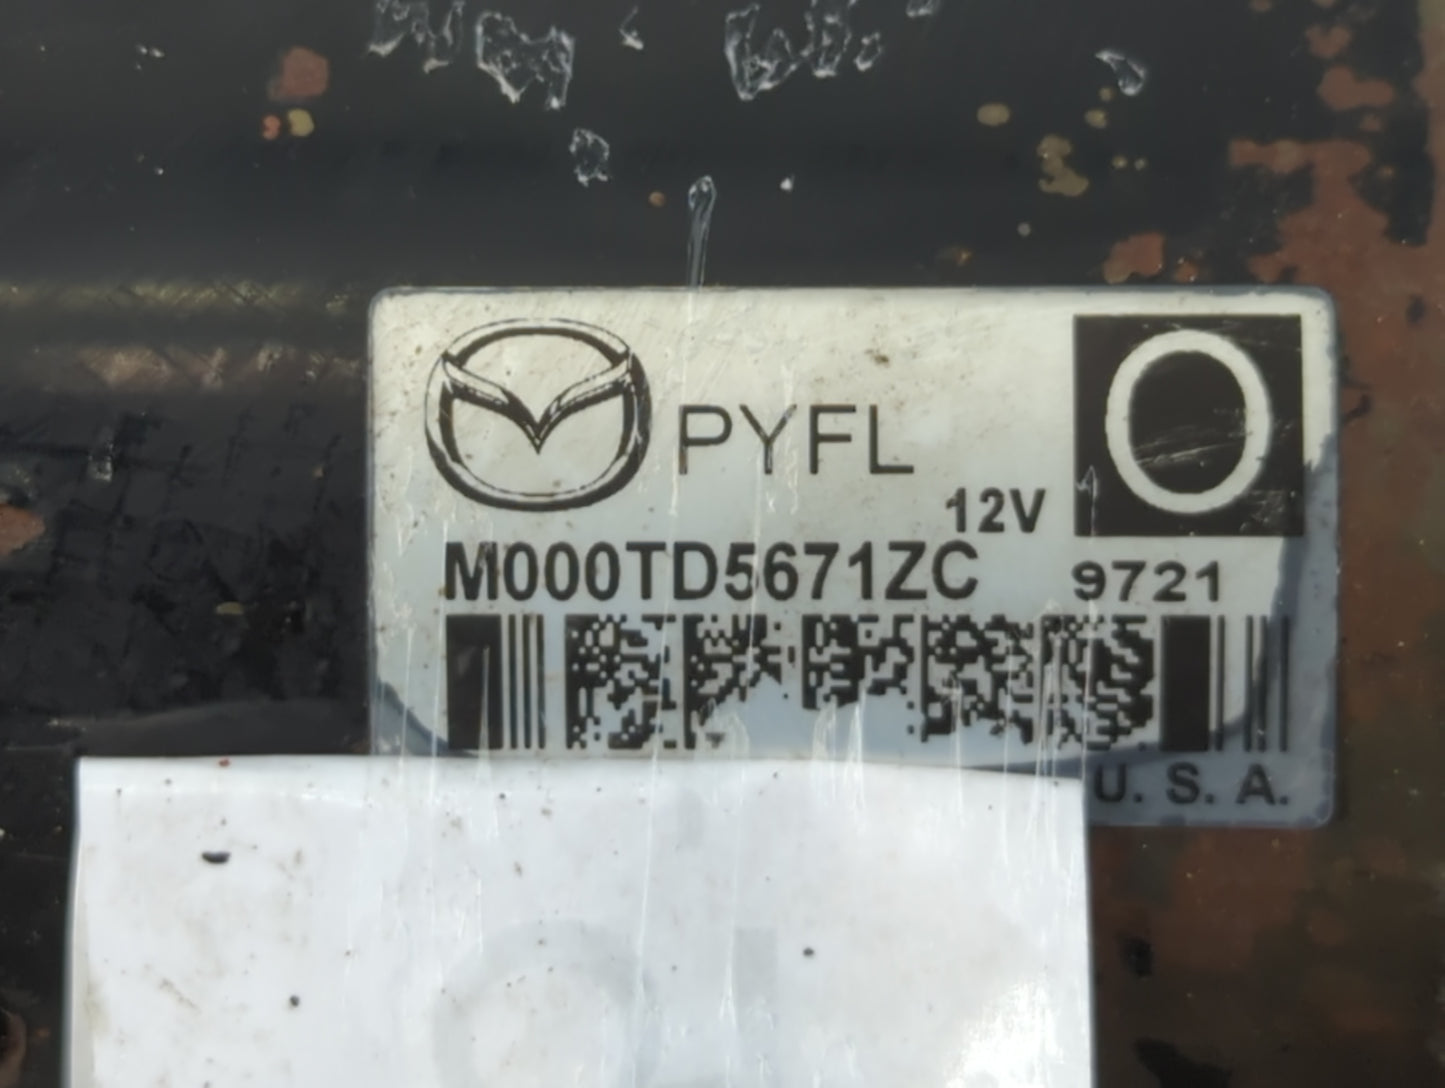 PYFL
O
12V
M000TD5671ZC 9721
U. S. A.